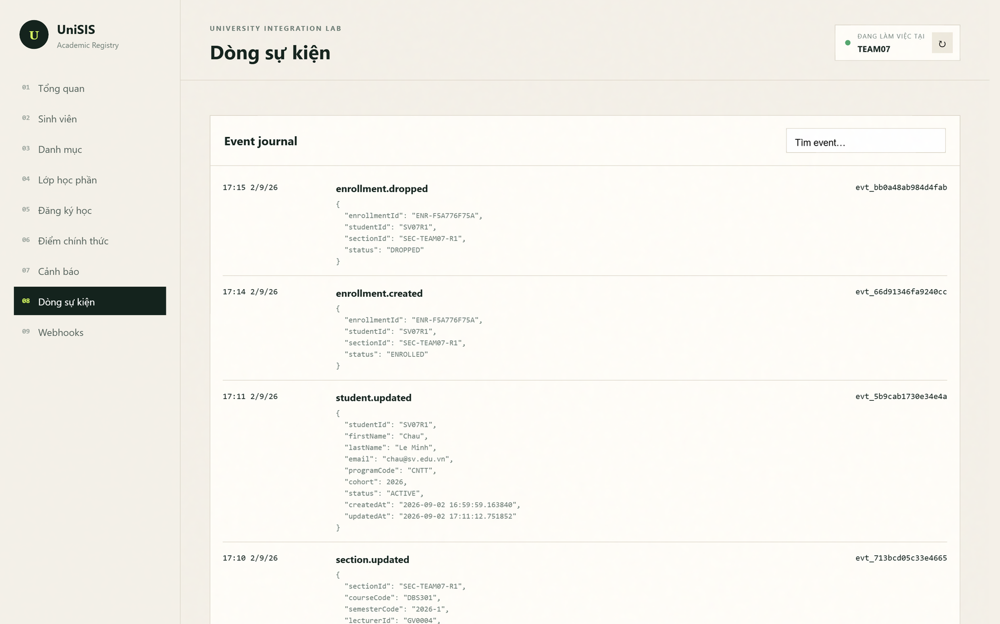 U
UniSIS
Academic Registry
01 Tổng quan
02 Sinh viên
03 Danh mục
04 Lớp học phần
05 Đăng ký học
06 Điểm chính thức
07 Cảnh báo
08 Dòng sự kiện
09 Webhooks
UNIVERSITY INTEGRATION LAB
Dòng sự kiện
ĐANG LÀM VIỆC TẠI
TEAM07
↻
Event journal
Tìm event...
17:15 2/9/26
enrollment.dropped
evt_bb0a48ab984d4fab
{
"enrollmentId": "ENR-F5A776F75A",
"studentId": "SV07R1",
"sectionId": "SEC-TEAM07-R1",
"status": "DROPPED"
}
17:14 2/9/26
enrollment.created
evt_66d91346fa9240cc
{
"enrollmentId": "ENR-F5A776F75A",
"studentId": "SV07R1",
"sectionId": "SEC-TEAM07-R1",
"status": "ENROLLED"
}
17:11 2/9/26
student.updated
evt_5b9cab1730e34e4a
{
"studentId": "SV07R1",
"firstName": "Chau",
"lastName": "Le Minh",
"email": "chau@sv.edu.vn",
"programCode": "CNTT",
"cohort": 2026,
"status": "ACTIVE",
"createdAt": "2026-09-02 16:59:59.163840",
"updatedAt": "2026-09-02 17:11:12.751852"
}
17:10 2/9/26
section.updated
evt_713bcd05c33e4665
{
"sectionId": "SEC-TEAM07-R1",
"courseCode": "DBS301",
"semesterCode": "2026-1",
"lecturerId": "GV0004",